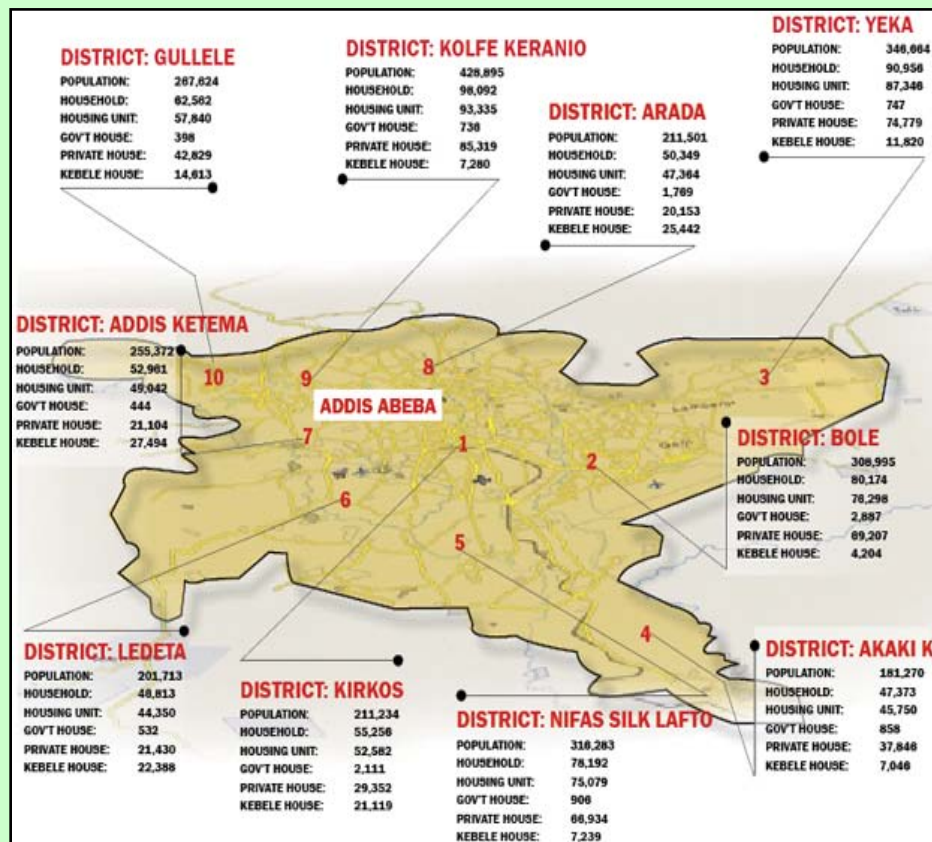 DISTRICT: GULLELE
POPULATION: 267,624
HOUSEHOLD: 62,562
HOUSING UNIT: 57,840
GOV'T HOUSE: 398
PRIVATE HOUSE: 42,829
KEBELE HOUSE: 14,613
DISTRICT: KOLFE KERANIO
POPULATION: 428,895
HOUSEHOLD: 98,092
HOUSING UNIT: 93,335
GOV'T HOUSE: 736
PRIVATE HOUSE: 85,319
KEBELE HOUSE: 7,280
DISTRICT: ARADA
POPULATION: 211,501
HOUSEHOLD: 50,349
HOUSING UNIT: 47,364
GOV'T HOUSE: 1,769
PRIVATE HOUSE: 20,153
KEBELE HOUSE: 25,442
DISTRICT: YEKA
POPULATION: 346,664
HOUSEHOLD: 90,956
HOUSING UNIT: 87,346
GOV'T HOUSE: 747
PRIVATE HOUSE: 74,779
KEBELE HOUSE: 11,820
DISTRICT: ADDIS KETEMA
POPULATION: 255,372
HOUSEHOLD: 52,961
HOUSING UNIT: 49,042
GOV'T HOUSE: 444
PRIVATE HOUSE: 21,104
KEBELE HOUSE: 27,494
10
9
8
3
ADDIS ABEBA
7
1
2
6
5
4
DISTRICT: BOLE
POPULATION: 308,995
HOUSEHOLD: 80,174
HOUSING UNIT: 76,298
GOV'T HOUSE: 2,887
PRIVATE HOUSE: 69,207
KEBELE HOUSE: 4,204
DISTRICT: LEDETA
POPULATION: 201,713
HOUSEHOLD: 48,813
HOUSING UNIT: 44,350
GOV'T HOUSE: 532
PRIVATE HOUSE: 21,430
KEBELE HOUSE: 22,388
DISTRICT: KIRKOS
POPULATION: 211,234
HOUSEHOLD: 55,256
HOUSING UNIT: 52,582
GOV'T HOUSE: 2,111
PRIVATE HOUSE: 29,352
KEBELE HOUSE: 21,119
DISTRICT: NIFAS SILK LAFTO
POPULATION: 316,283
HOUSEHOLD: 78,192
HOUSING UNIT: 75,079
GOV'T HOUSE: 906
PRIVATE HOUSE: 66,934
KEBELE HOUSE: 7,239
DISTRICT: AKAKI K
POPULATION: 181,270
HOUSEHOLD: 47,373
HOUSING UNIT: 45,750
GOV'T HOUSE: 858
PRIVATE HOUSE: 37,846
KEBELE HOUSE: 7,046